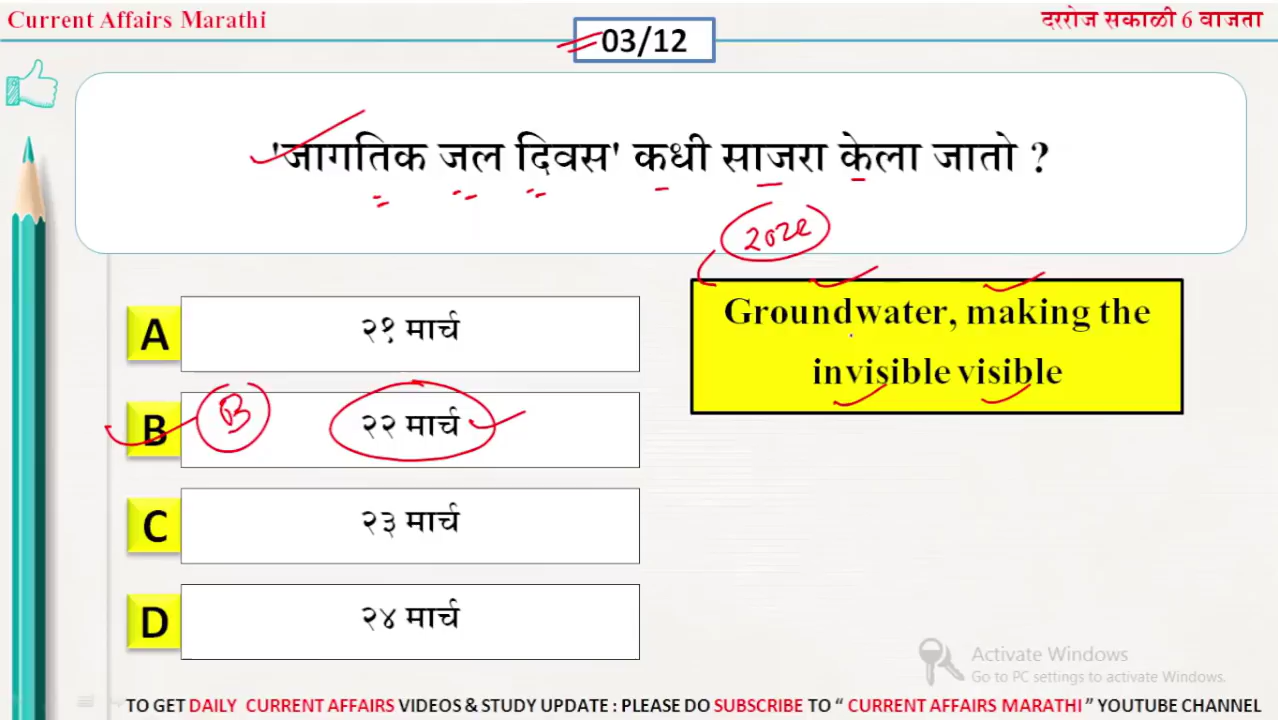 Current Affairs Marathi
03/12
दररोज सकाळी 6 वाजता
'जागतिक जल दिवस' कधी साजरा केला जातो ?
2022
Groundwater, making the
invisible visible
A
२१ मार्च
B
B
२२ मार्च
C
२३ मार्च
D
२४ मार्च
Activate Windows
Go to PC settings to activate Windows.
TO GET DAILY CURRENT AFFAIRS VIDEOS & STUDY UPDATE : PLEASE DO SUBSCRIBE TO “ CURRENT AFFAIRS MARATHI ” YOUTUBE CHANNEL